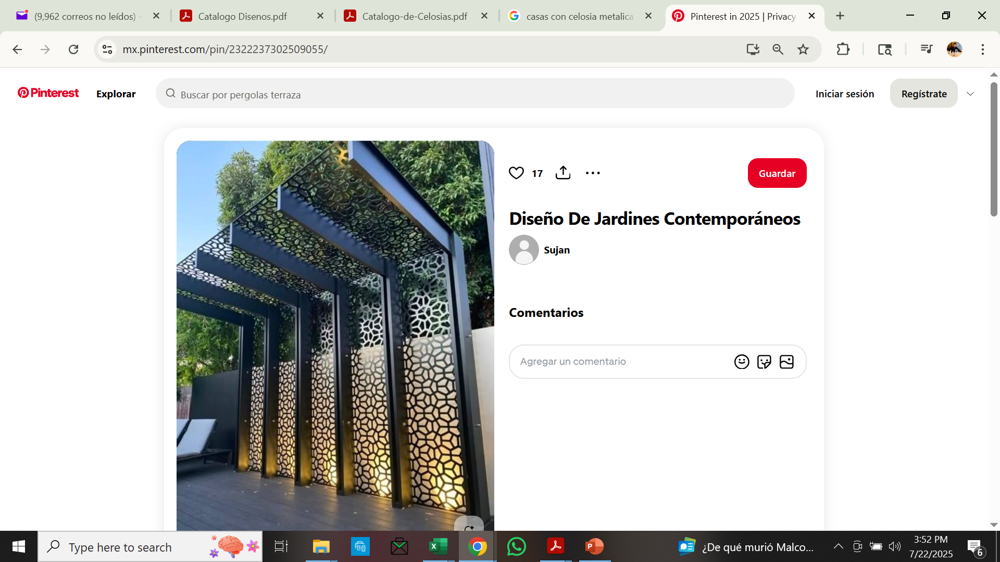 (9,962 correos no leídos) -
Catalogo Disenos.pdf
Catalogo-de-Celosias.pdf
casas con celosia metalica
Pinterest in 2025 | Privacy
mx.pinterest.com/pin/2322237302509055/
Pinterest
Explorar
Buscar por pergolas terraza
Iniciar sesión
Regístrate
17
Guardar
Diseño De Jardines Contemporáneos
Sujan
Comentarios
Agregar un comentario
Type here to search
¿De qué murió Malco...
3:52 PM
7/22/2025
6